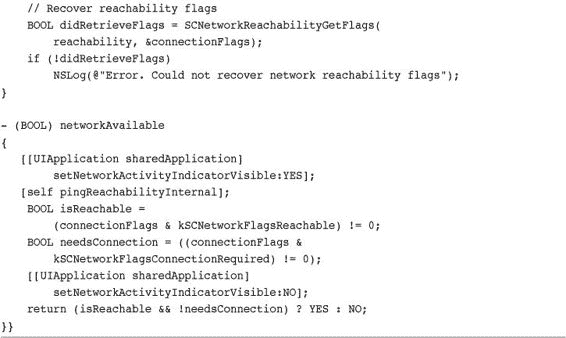 // Recover reachability flags
BOOL didRetrieveFlags = SCNetworkReachabilityGetFlags(
reachability, &connectionFlags);
if (!didRetrieveFlags)
NSLog(@"Error. Could not recover network reachability flags");
}
- (BOOL) networkAvailable
{
[[UIApplication sharedApplication]
setNetworkActivityIndicatorVisible:YES];
[self pingReachabilityInternal];
BOOL isReachable =
(connectionFlags & kSCNetworkFlagsReachable) != 0;
BOOL needsConnection = ((connectionFlags &
kSCNetworkFlagsConnectionRequired) != 0);
[[UIApplication sharedApplication]
setNetworkActivityIndicatorVisible:NO];
return (isReachable && !needsConnection) ? YES : NO;
}}